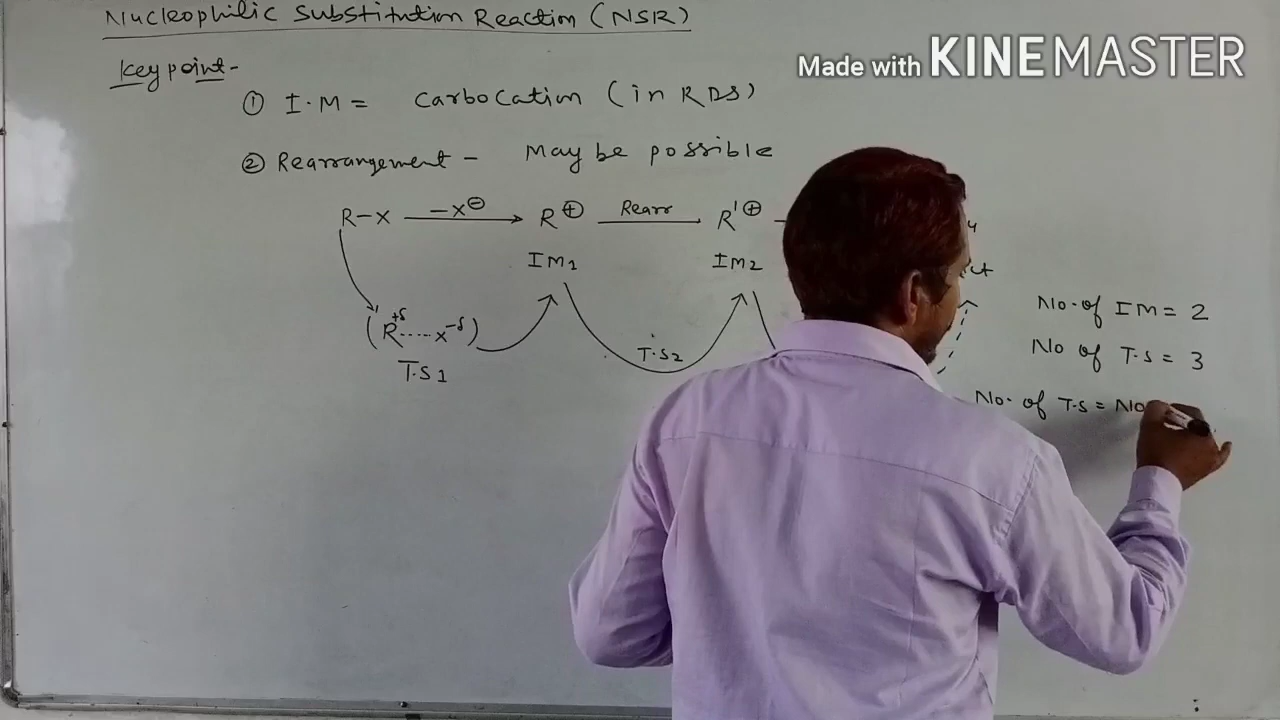 Nucleophilic Substitution Reaction (NSR)
Made with KINEMASTER
Key point -
① I·M = Carbocation (in RDS)
② Rearrangement - May be possible
R-X -X⊖ R⊕ Rearr R'⊕
IM₁ IM₂
No. of IM = 2
(R+δ.....X-δ) T·S₂ No of T·S = 3
T·S₁
No. of T·S = No